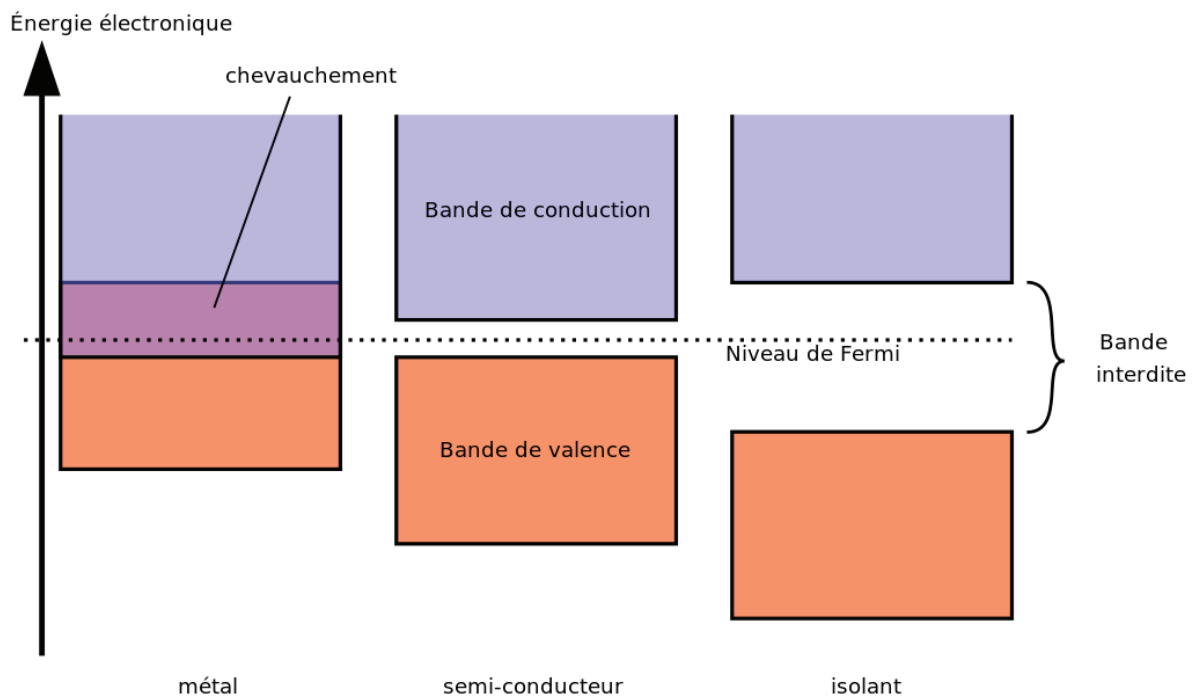 Énergie électronique
chevauchement
Bande de conduction
Niveau de Fermi
Bande
interdite
Bande de valence
métal
semi-conducteur
isolant